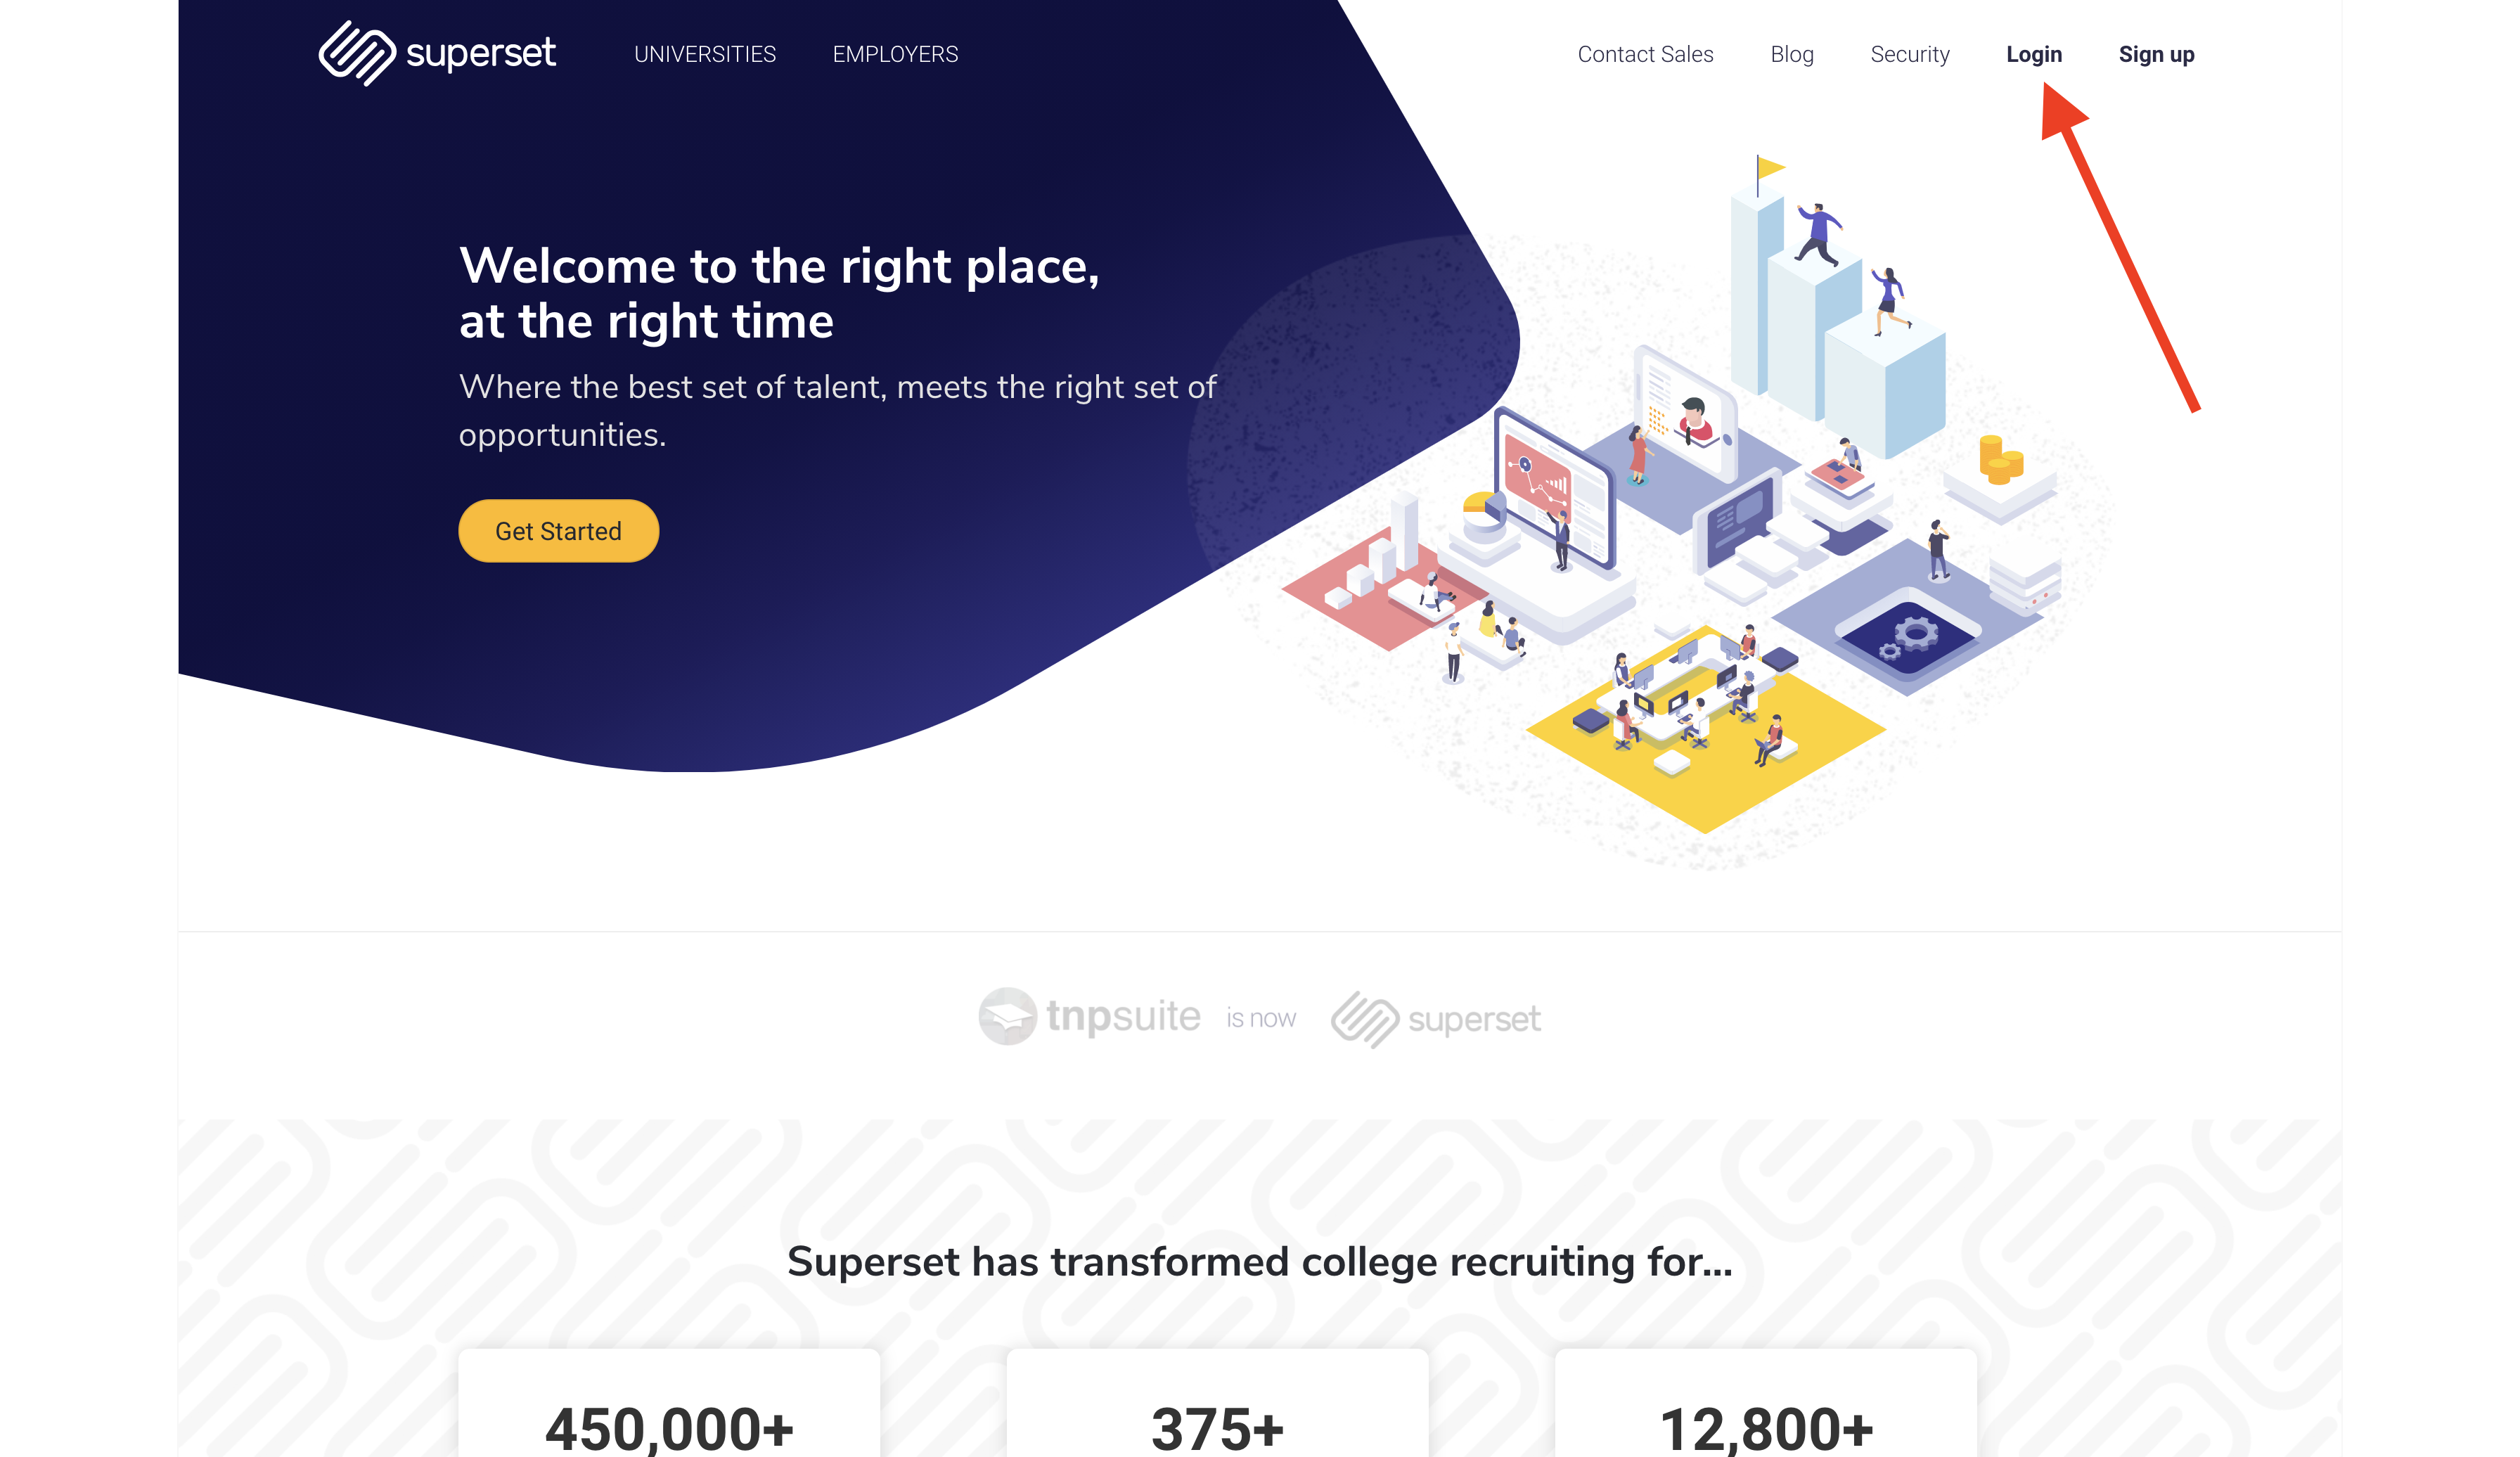 superset UNIVERSITIES EMPLOYERS Contact Sales Blog Security Login Sign up
Welcome to the right place,
at the right time
Where the best set of talent, meets the right set of
opportunities.
Get Started
tnpsuite is now superset
Superset has transformed college recruiting for...
450,000+ 375+ 12,800+